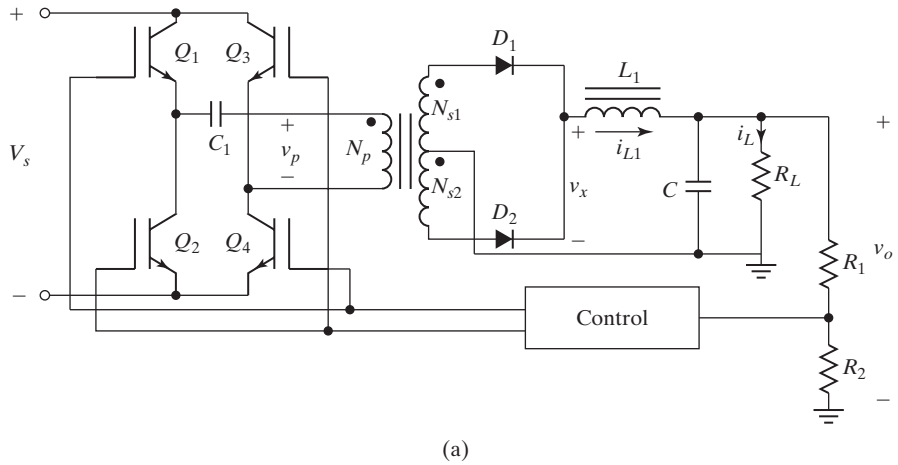 +
Q1
Q3
D1
L1
Ns1
+
C1
+
vp
−
Np
Vs
+
iL1
iL
+
vx
C
RL
Ns2
D2
−
Q2
Q4
R1
vo
−
Control
R2
−
(a)